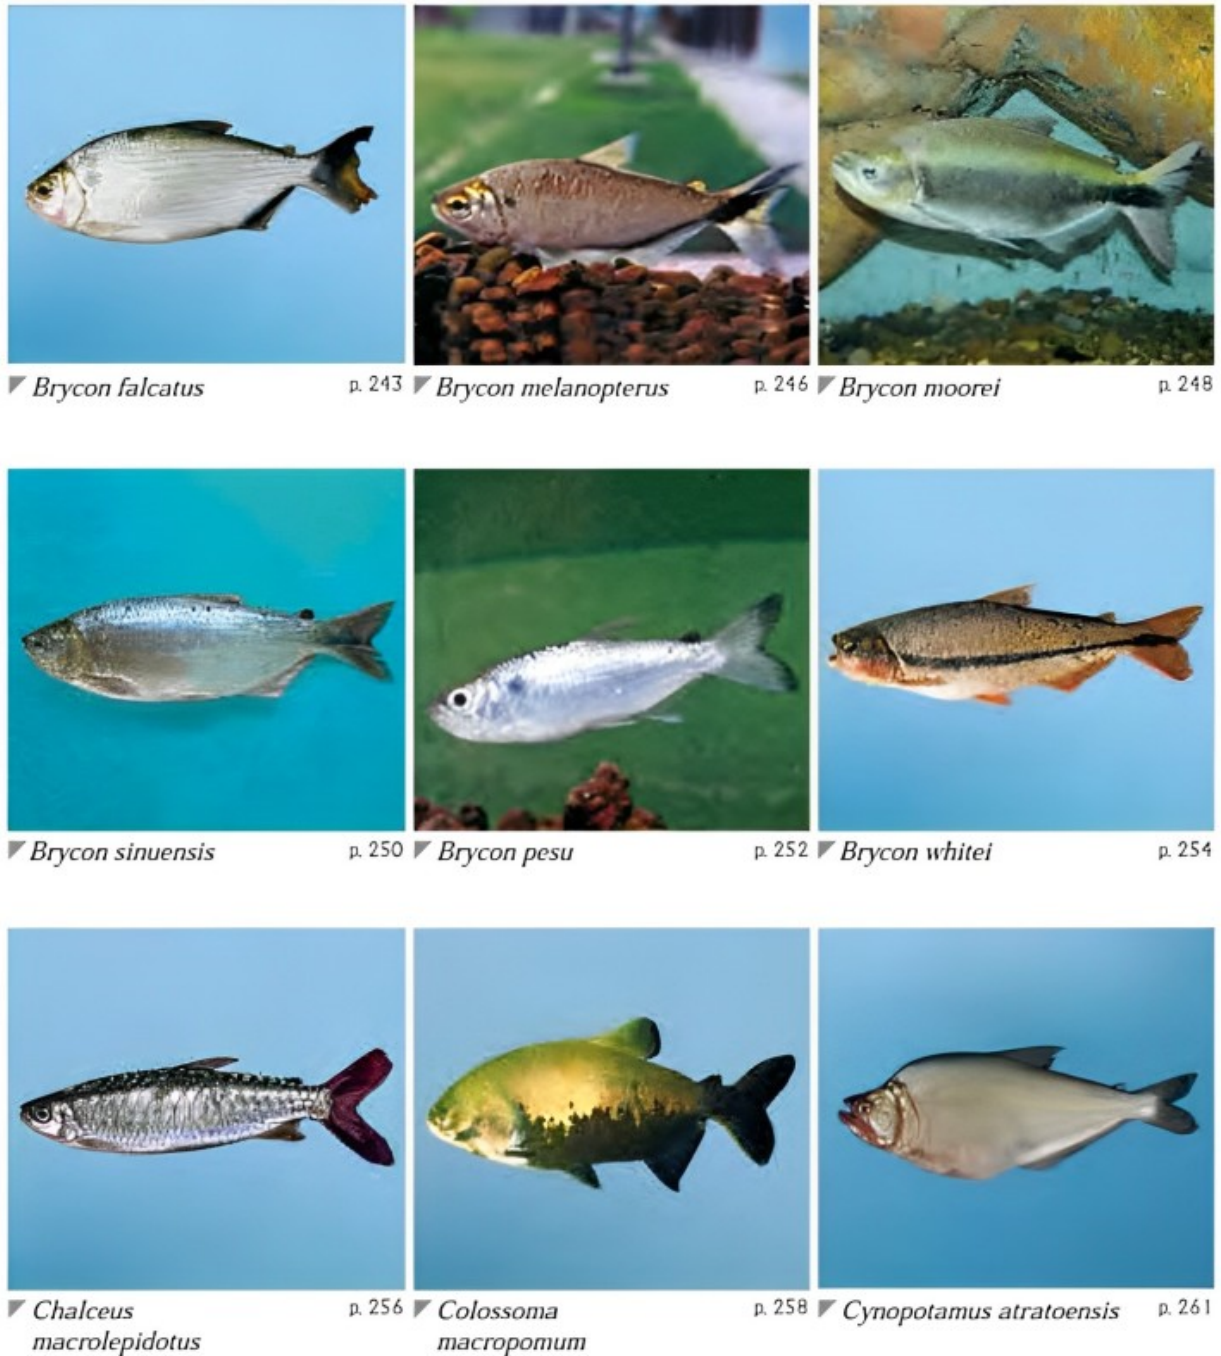 Brycon falcatus p. 243
Brycon melanopterus p. 246
Brycon moorei p. 248
Brycon sinuensis p. 250
Brycon pesu p. 252
Brycon whitei p. 254
Chalceus p. 256
macrolepidotus
Colossoma p. 258
macropomum
Cynopotamus atratoensis p. 261